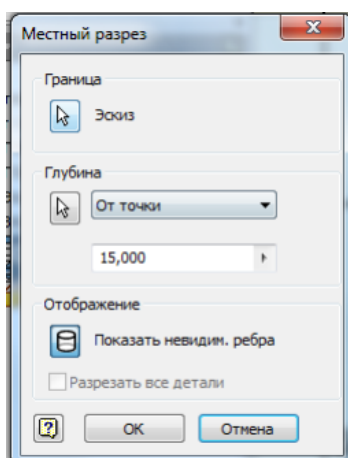 Местный разрез
Граница
Эскиз
Глубина
От точки
15,000
Отображение
Показать невидим. ребра
Разрезать все детали
OK
Отмена